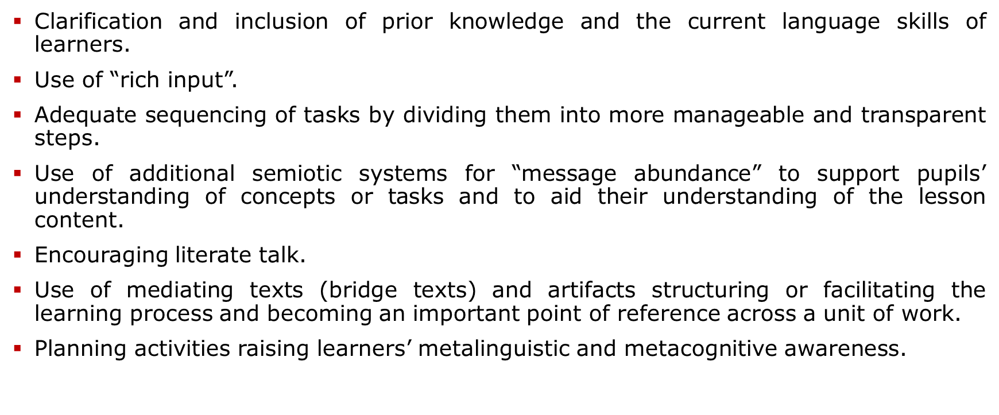 ▪ Clarification and inclusion of prior knowledge and the current language skills of
learners.
▪ Use of “rich input”.
▪ Adequate sequencing of tasks by dividing them into more manageable and transparent
steps.
▪ Use of additional semiotic systems for “message abundance” to support pupils’
understanding of concepts or tasks and to aid their understanding of the lesson
content.
▪ Encouraging literate talk.
▪ Use of mediating texts (bridge texts) and artifacts structuring or facilitating the
learning process and becoming an important point of reference across a unit of work.
▪ Planning activities raising learners’ metalinguistic and metacognitive awareness.